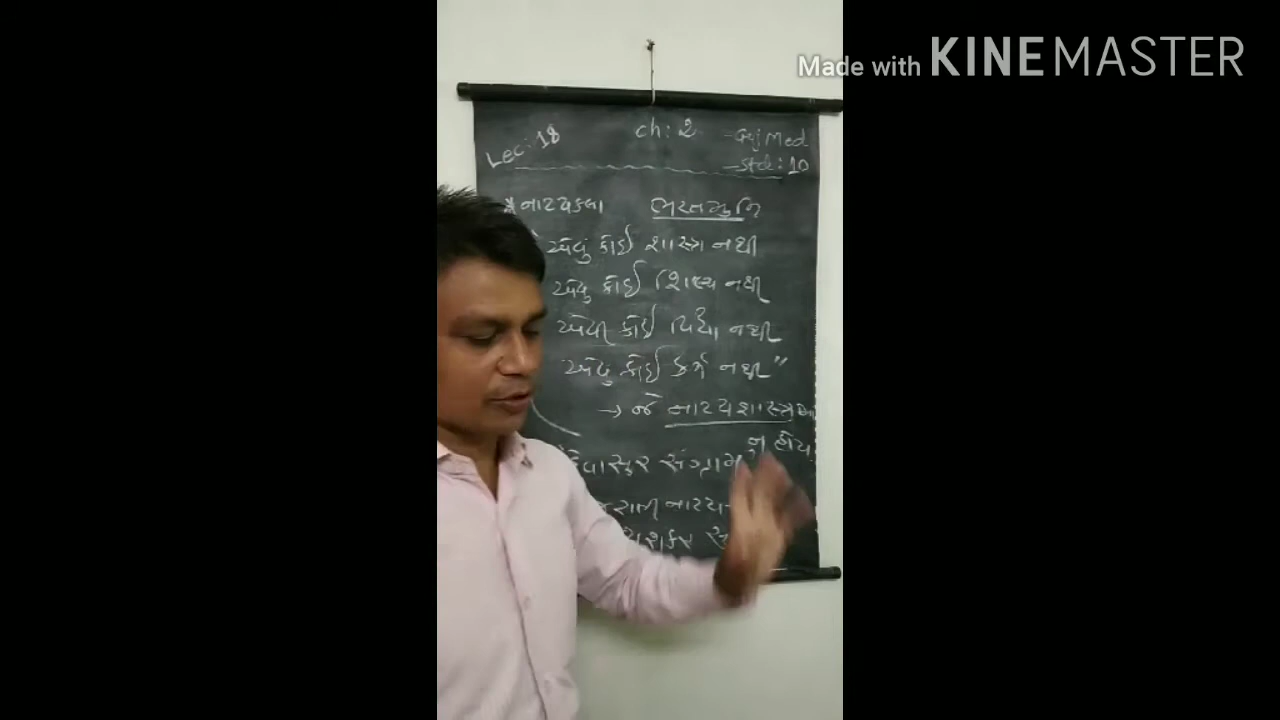 Made with KINEMASTER
Lec: 18 ch: 2 - Guj Med
- Std: 10
* નાટ્યકલા ભરતમુનિ
એવું કોઈ શાસ્ત્ર નથી
એવું કોઈ શિલ્પ નથી
એવી કોઈ વિદ્યા નથી
એવું કોઈ કર્મ નથી"
→ જે નાટ્યશાસ્ત્રમાં
ન હોય
દેવાસુર સંગ્રામ
નાટ્ય